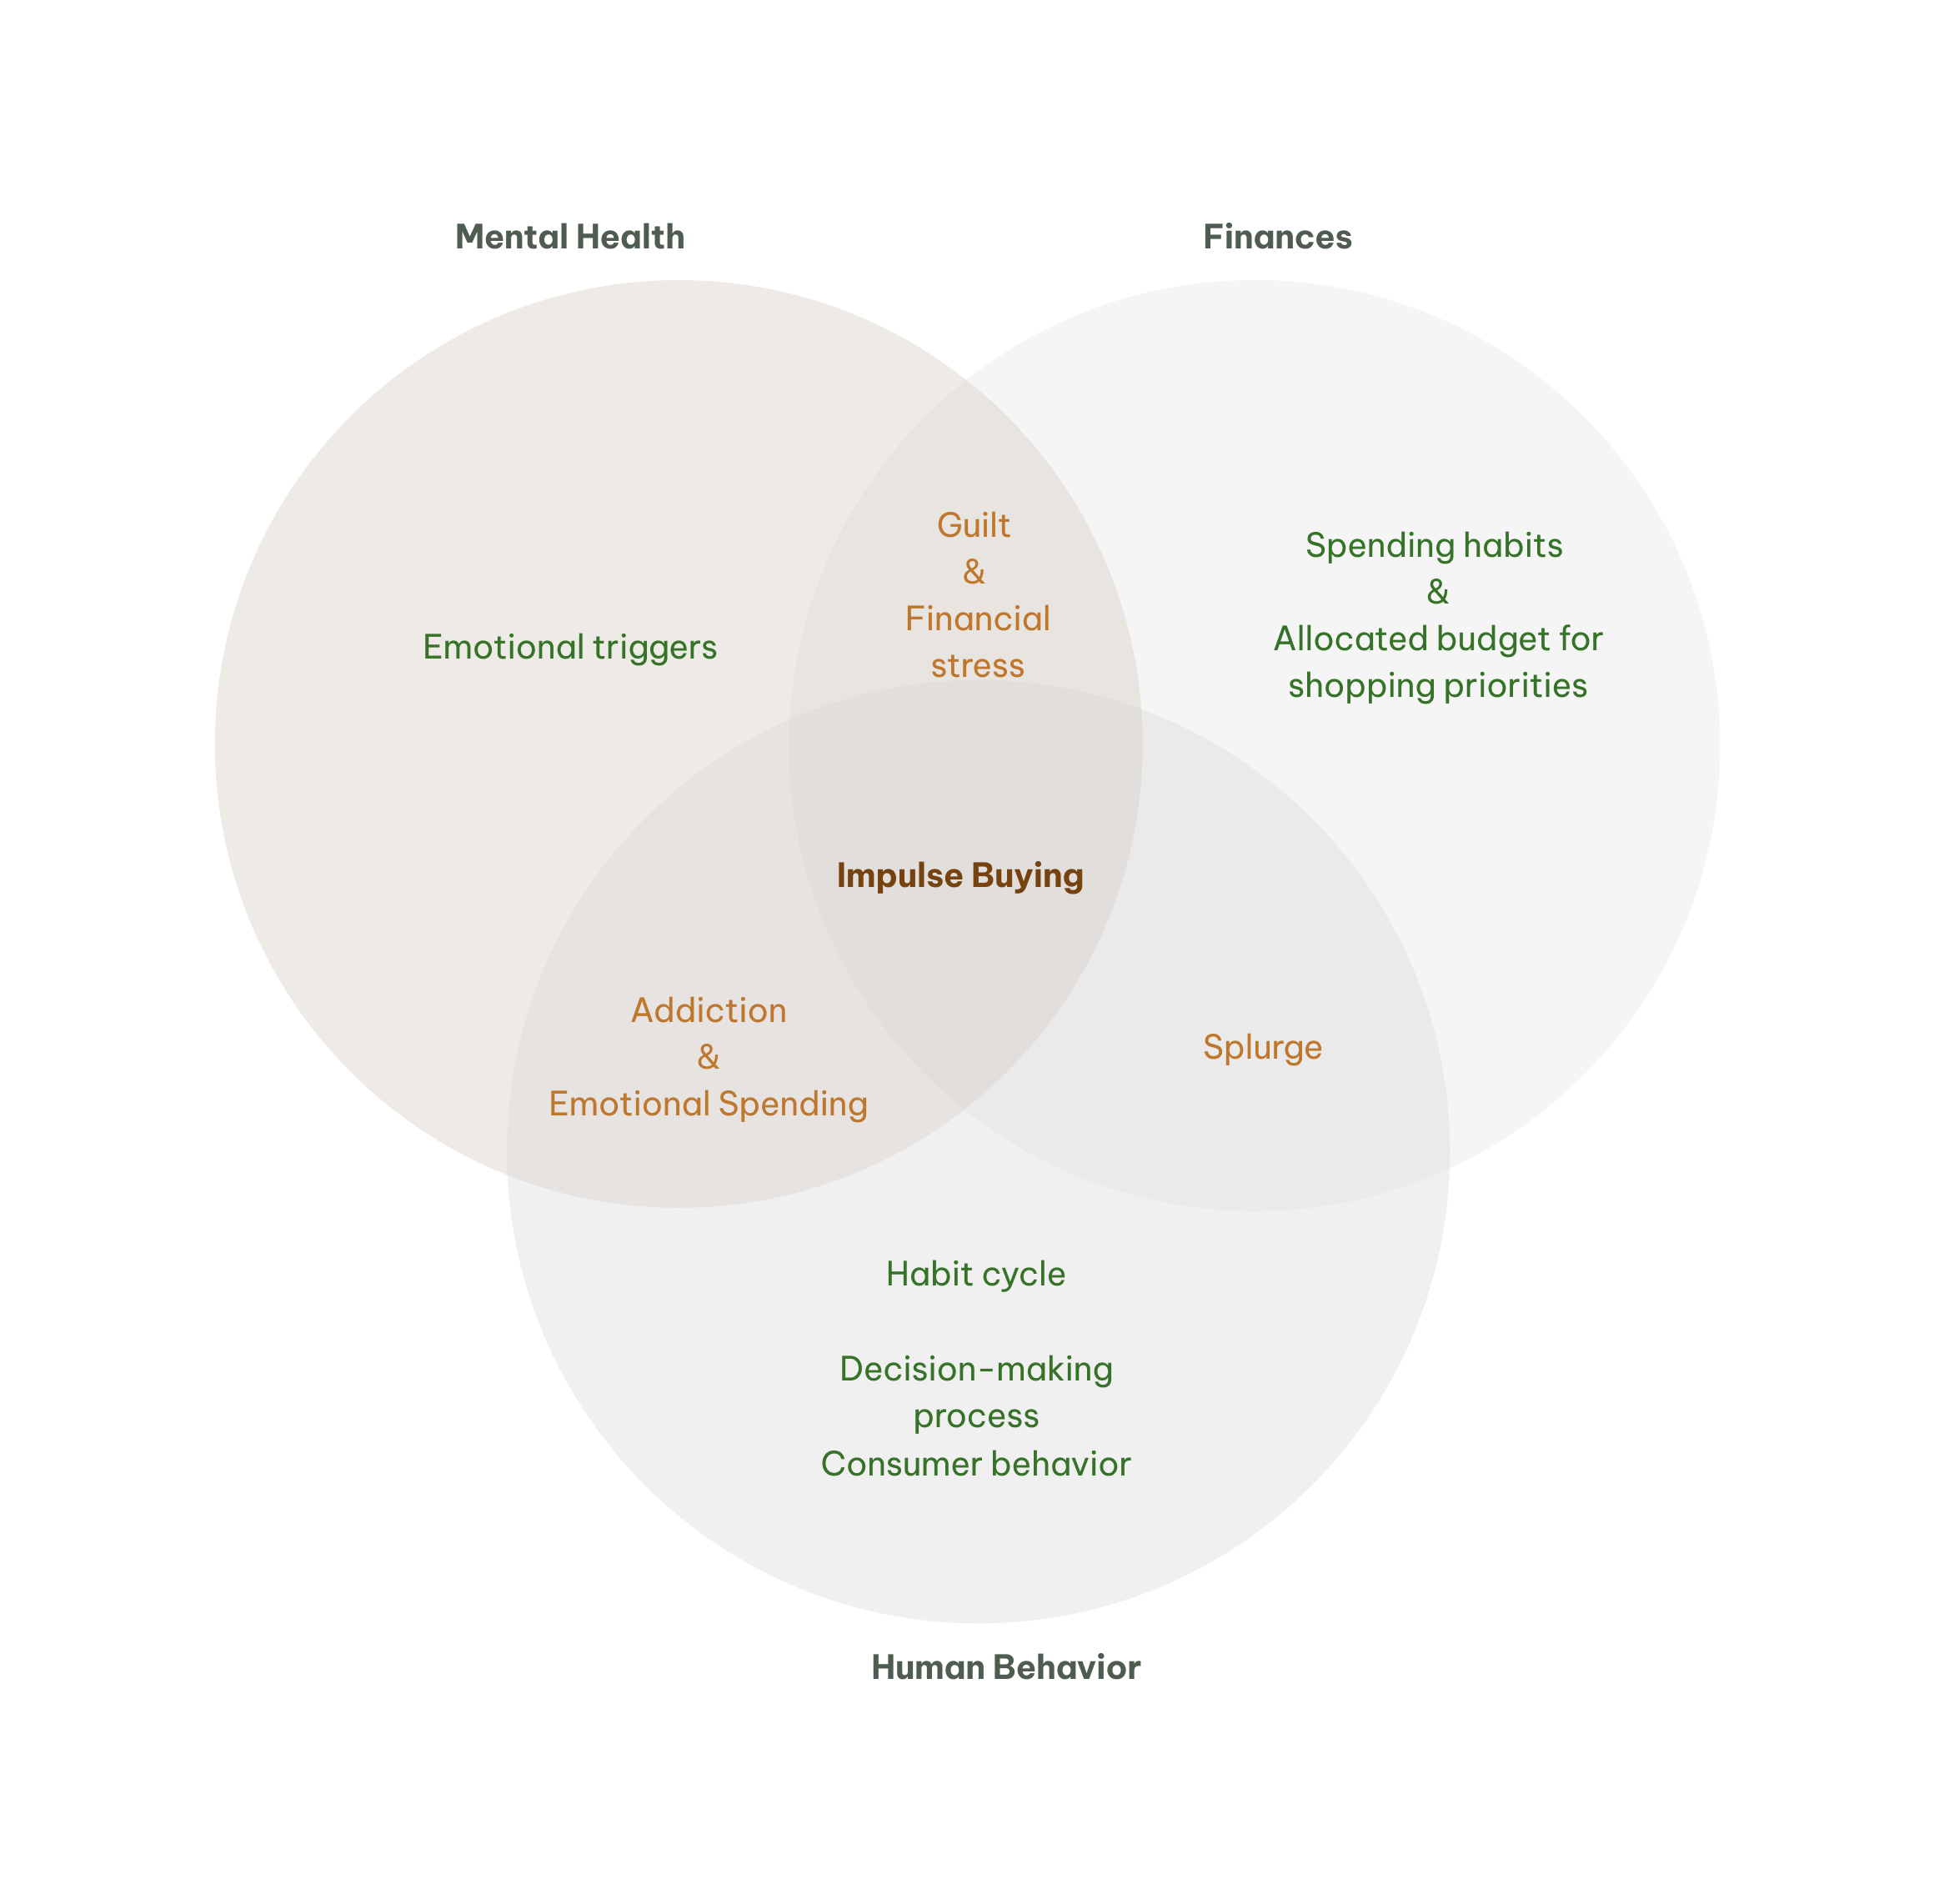 Mental Health
Finances
Guilt
&
Financial
stress
Spending habits
&
Allocated budget for
shopping priorities
Emotional triggers
Impulse Buying
Addiction
&
Emotional Spending
Splurge
Habit cycle
Decision-making
process
Consumer behavior
Human Behavior